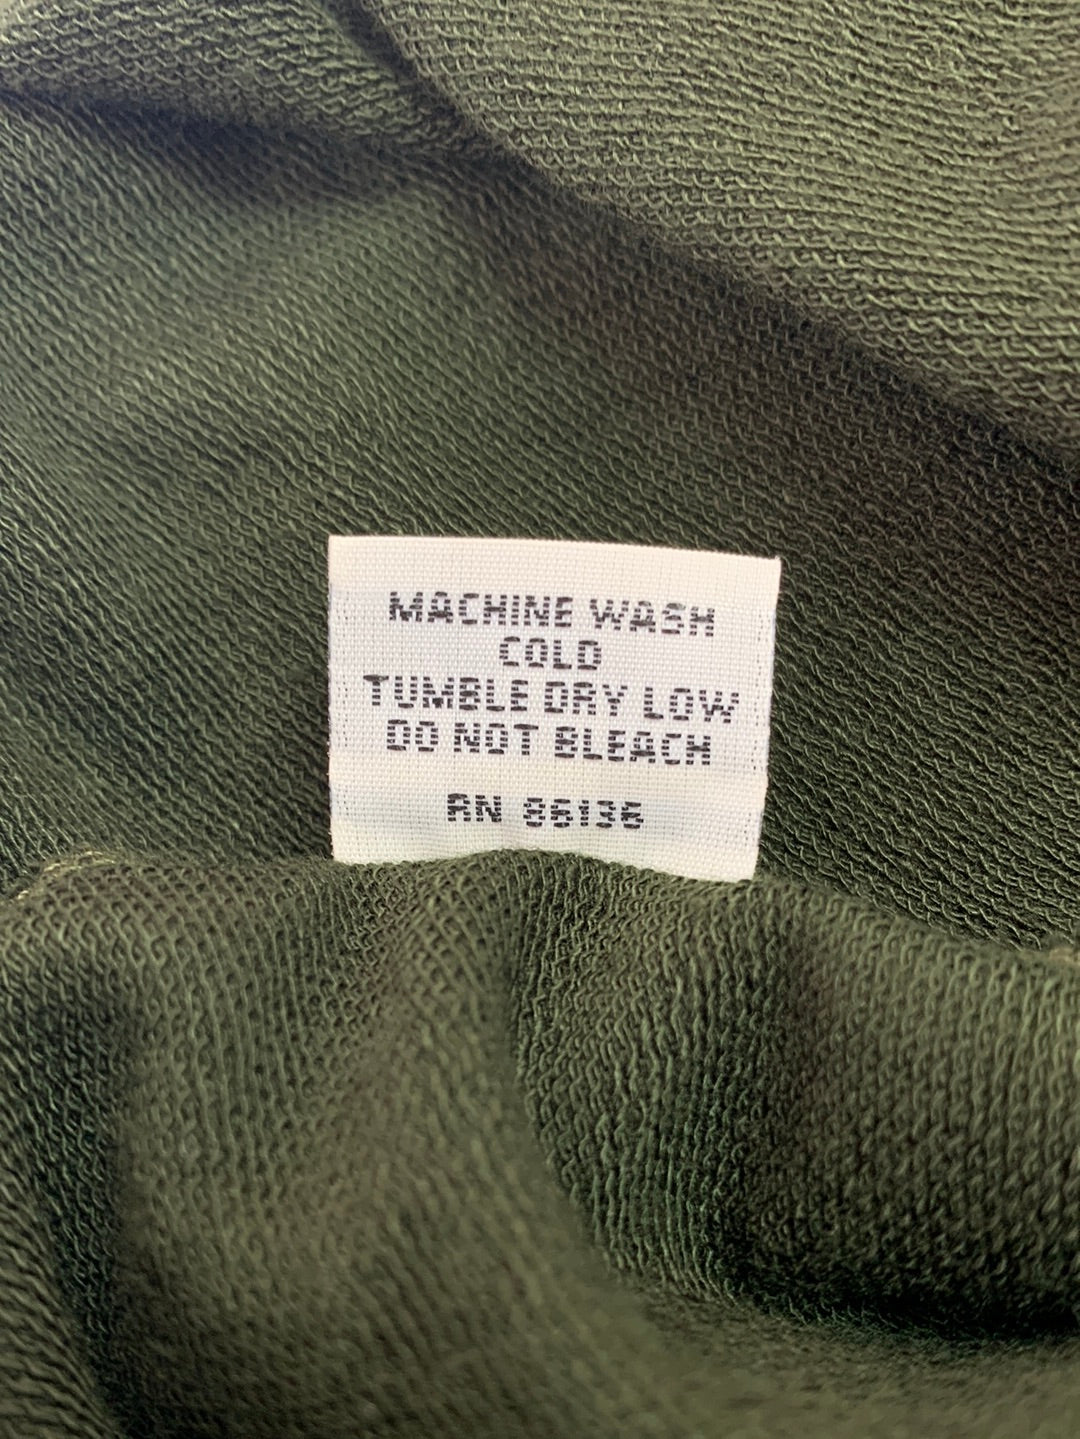 MACHINE WASH
COLD
TUMBLE DRY LOW
DO NOT BLEACH
RN 86136